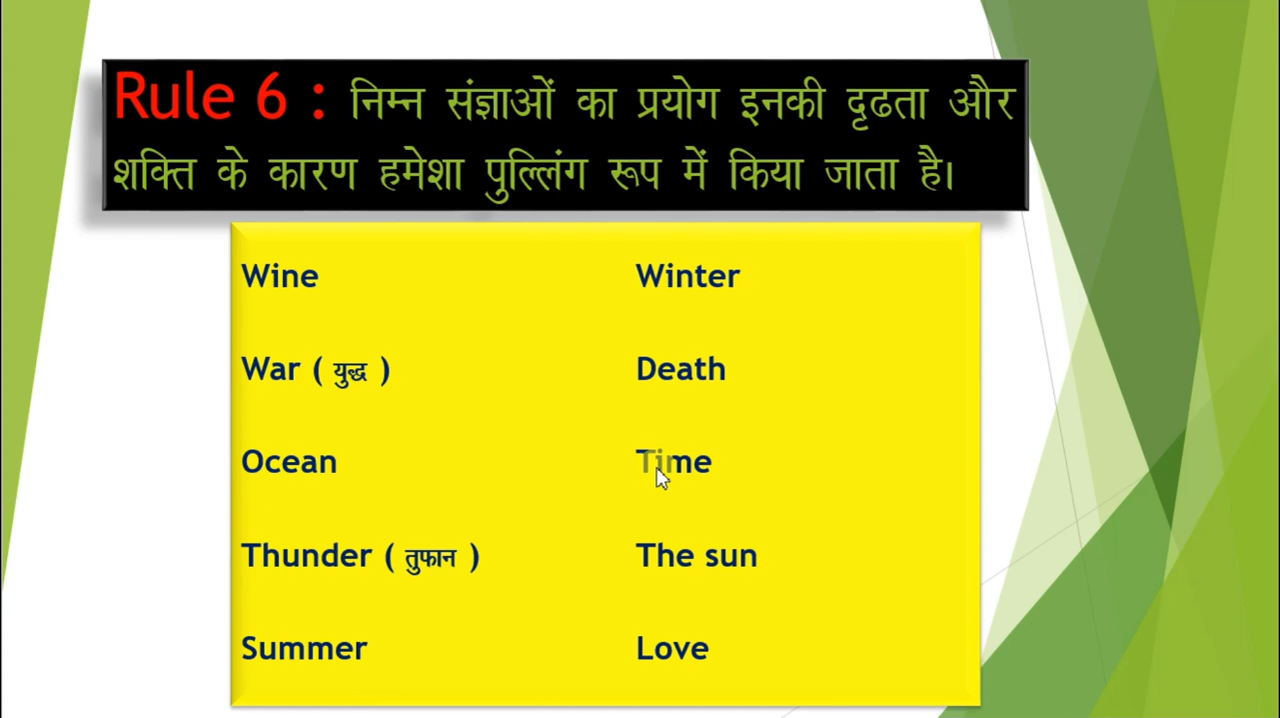 Rule 6 : निम्न संज्ञाओं का प्रयोग इनकी दृढता और
शक्ति के कारण हमेशा पुल्लिंग रूप में किया जाता है।
Wine Winter
War ( युद्ध ) Death
Ocean Time
Thunder ( तुफान ) The sun
Summer Love